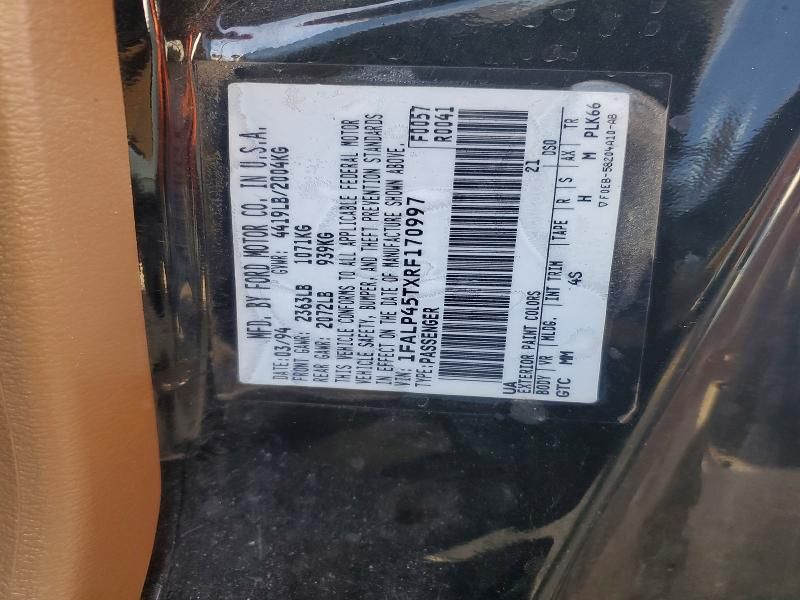 MFD. BY FORD MOTOR CO. IN U.S.A.
DATE: 03/94 GVWR: 4419LB/2004KG
FRONT GAWR: 2363LB 1071KG
REAR GAWR: 2072LB 939KG
THIS VEHICLE CONFORMS TO ALL APPLICABLE FEDERAL MOTOR
VEHICLE SAFETY, BUMPER, AND THEFT PREVENTION STANDARDS
IN EFFECT ON THE DATE OF MANUFACTURE SHOWN ABOVE.
VIN: 1FALP45TXRF170997 F0057
TYPE: PASSENGER R0041
UA 21
EXTERIOR PAINT COLORS DSO
BODY VR MLDG. INT TRIM TAPE R S AX TR
GTC MM 4S H M PLK66
F0EB-58204A10-AB